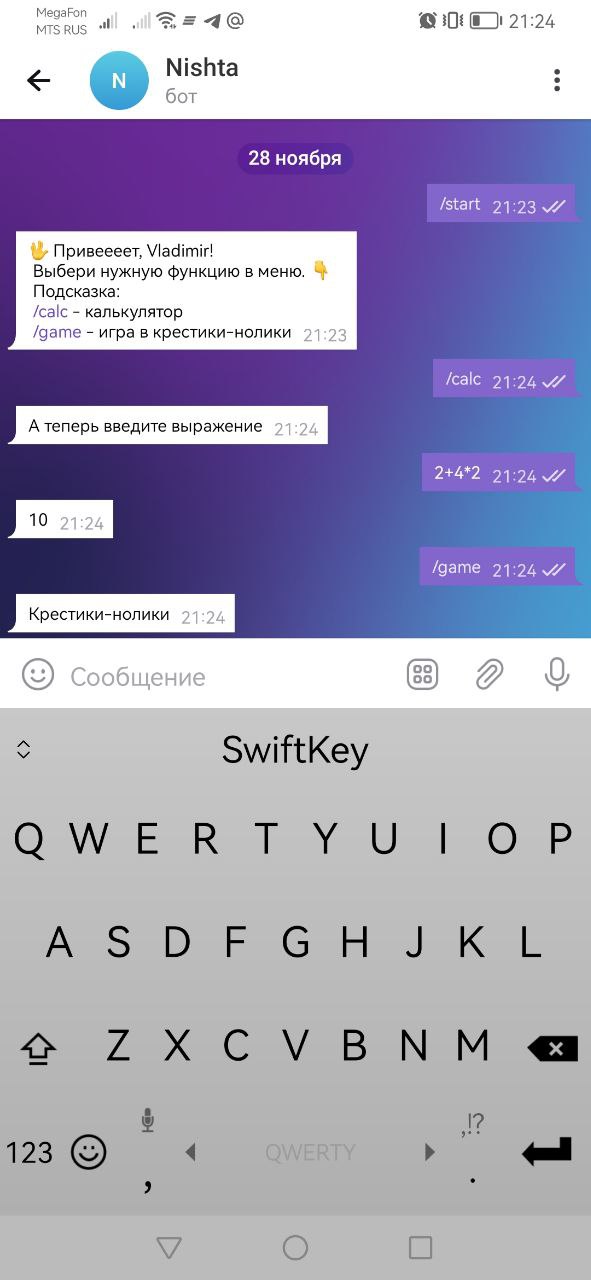 MegaFon
MTS RUS
21:24
N
Nishta
бот
28 ноября
/start 21:23
🖖 Привеееет, Vladimir!
Выбери нужную функцию в меню. 👇
Подсказка:
/calc - калькулятор
/game - игра в крестики-нолики 21:23
/calc 21:24
А теперь введите выражение 21:24
2+4*2 21:24
10 21:24
/game 21:24
Крестики-нолики 21:24
Сообщение
SwiftKey
Q W E R T Y U I O P
A S D F G H J K L
Z X C V B N M
,!?
123 , QWERTY .